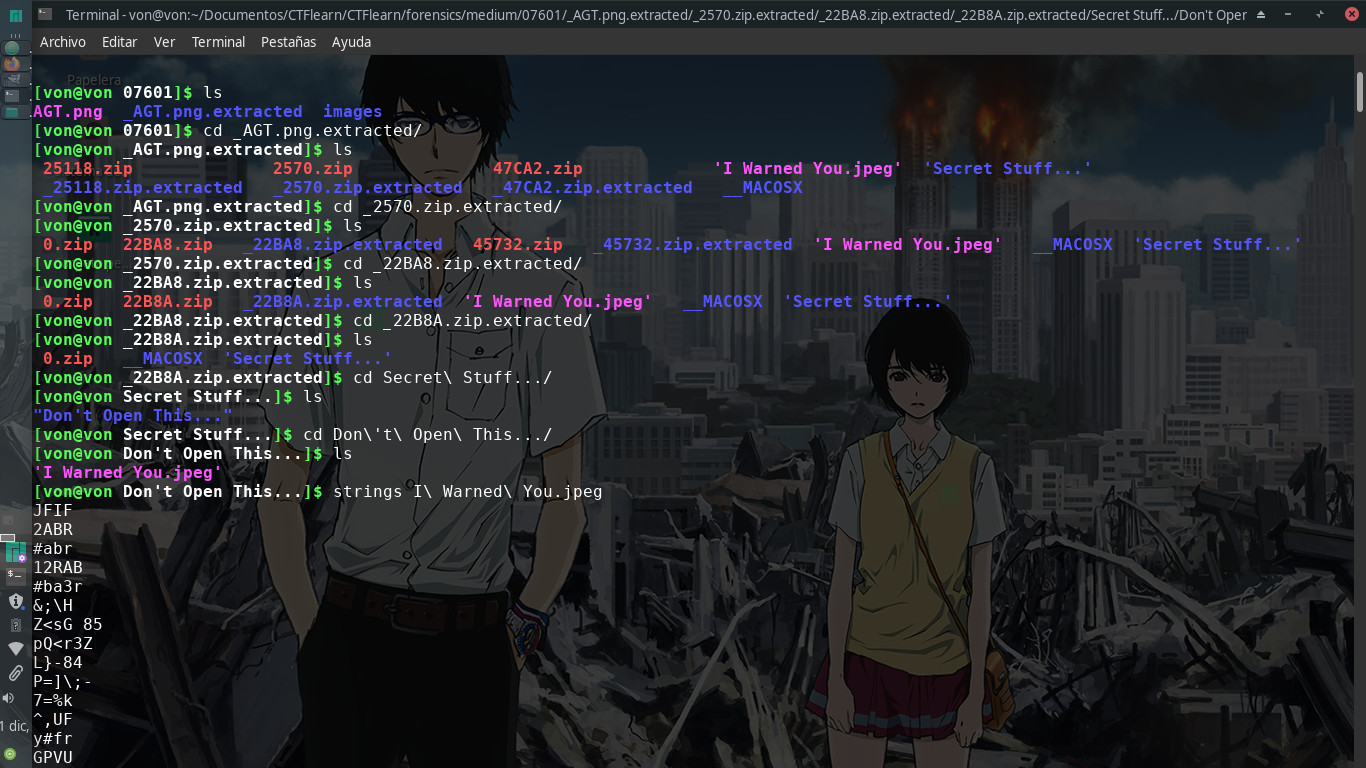 Terminal - von@von:~/Documentos/CTFlearn/CTFlearn/forensics/medium/07601/_AGT.png.extracted/_2570.zip.extracted/_22BA8.zip.extracted/_22B8A.zip.extracted/Secret Stuff.../Don't Oper
Archivo Editar Ver Terminal Pestañas Ayuda
Papelera
[von@von 07601]$ ls
AGT.png _AGT.png.extracted images
[von@von 07601]$ cd _AGT.png.extracted/
[von@von _AGT.png.extracted]$ ls
25118.zip 2570.zip 47CA2.zip 'I Warned You.jpeg' 'Secret Stuff...'
_25118.zip.extracted _2570.zip.extracted _47CA2.zip.extracted __MACOSX
[von@von _AGT.png.extracted]$ cd _2570.zip.extracted/
[von@von _2570.zip.extracted]$ ls
0.zip 22BA8.zip _22BA8.zip.extracted 45732.zip _45732.zip.extracted 'I Warned You.jpeg' __MACOSX 'Secret Stuff...'
[von@von _2570.zip.extracted]$ cd _22BA8.zip.extracted/
[von@von _22BA8.zip.extracted]$ ls
0.zip 22B8A.zip _22B8A.zip.extracted 'I Warned You.jpeg' __MACOSX 'Secret Stuff...'
[von@von _22BA8.zip.extracted]$ cd _22B8A.zip.extracted/
[von@von _22B8A.zip.extracted]$ ls
0.zip __MACOSX 'Secret Stuff...'
[von@von _22B8A.zip.extracted]$ cd Secret\ Stuff.../
[von@von Secret Stuff...]$ ls
"Don't Open This..."
[von@von Secret Stuff...]$ cd Don\'t\ Open\ This.../
[von@von Don't Open This...]$ ls
'I Warned You.jpeg'
[von@von Don't Open This...]$ strings I\ Warned\ You.jpeg
JFIF
2ABR
#abr
12RAB
#ba3r
&;\H
Z<sG 85
pQ<r3Z
L}-84
P=]\;-
7=%k
^,UF
y#fr
GPVU
1 dic,